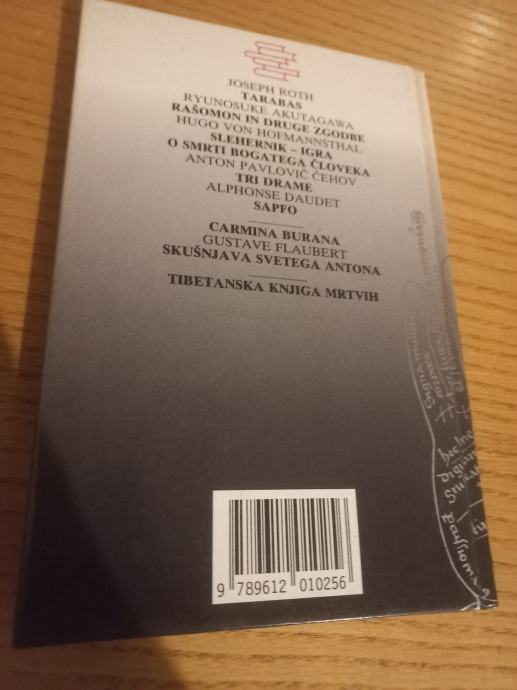 JOSEPH ROTH
TARABAS
RYUNOSUKE AKUTAGAWA
RAŠOMON IN DRUGE ZGODBE
HUGO VON HOFMANNSTHAL
SLEHERNIK – IGRA
O SMRTI BOGATEGA ČLOVEKA
ANTON PAVLOVIČ ČEHOV
TRI DRAME
ALPHONSE DAUDET
SAPFO
CARMINA BURANA
GUSTAVE FLAUBERT
SKUŠNJAVA SVETEGA ANTONA
TIBETANSKA KNJIGA MRTVIH
9 789612 010256